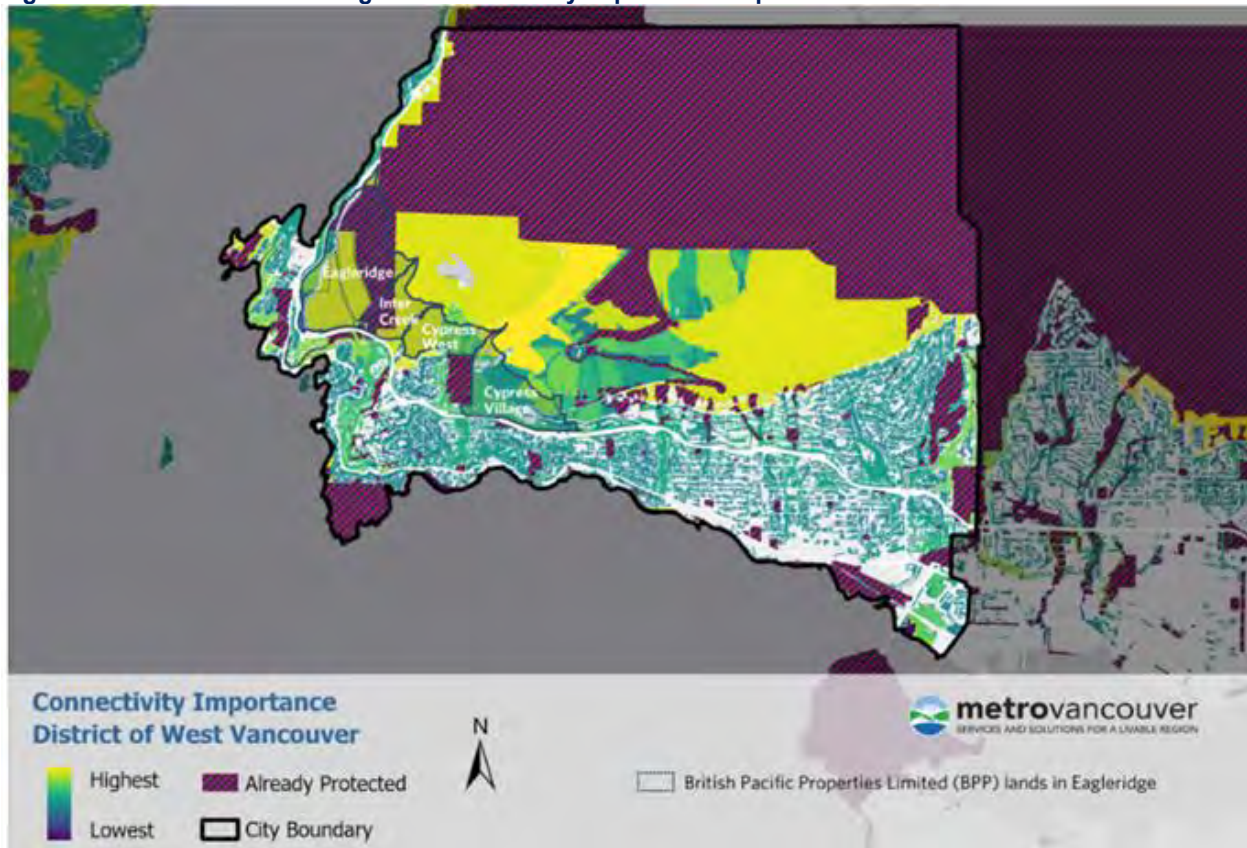 Eagleridge
Inter
Creek
Cypress
West
Cypress
Village
Connectivity Importance
District of West Vancouver
Highest
Lowest
Already Protected
City Boundary
N
metrovancouver
SERVICES AND SOLUTIONS FOR A LIVABLE REGION
British Pacific Properties Limited (BPP) lands in Eagleridge